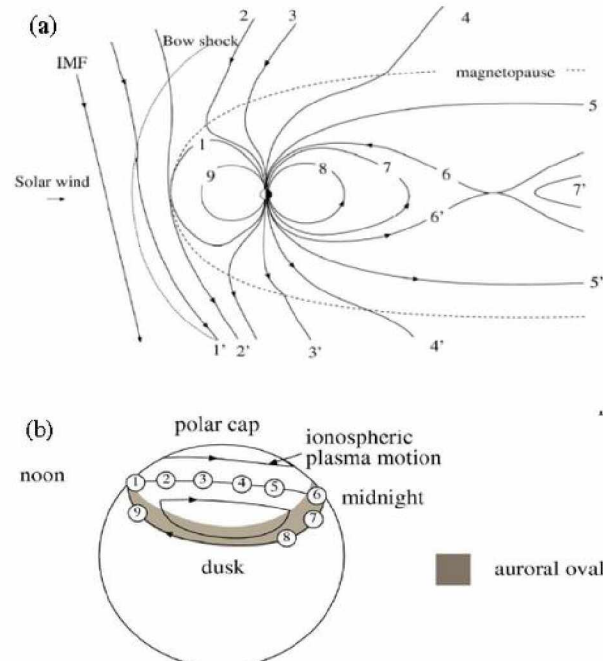 (a)
2
3
4
Bow shock
IMF
magnetopause
5
1
6
7
8
9
Solar wind
7'
6'
5'
1'
2'
3'
4'
(b)
polar cap
ionospheric
plasma motion
noon
1
2
3
4
5
6
midnight
9
7
8
dusk
auroral oval